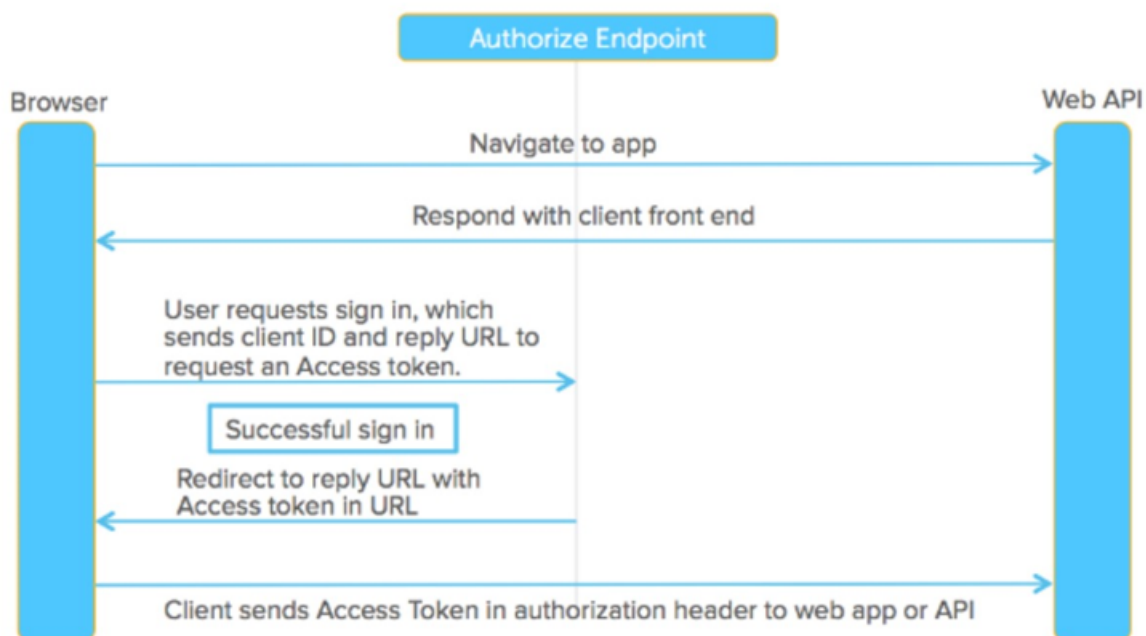 Authorize Endpoint
Browser
Web API
Navigate to app
Respond with client front end
User requests sign in, which
sends client ID and reply URL to
request an Access token.
Successful sign in
Redirect to reply URL with
Access token in URL
Client sends Access Token in authorization header to web app or API